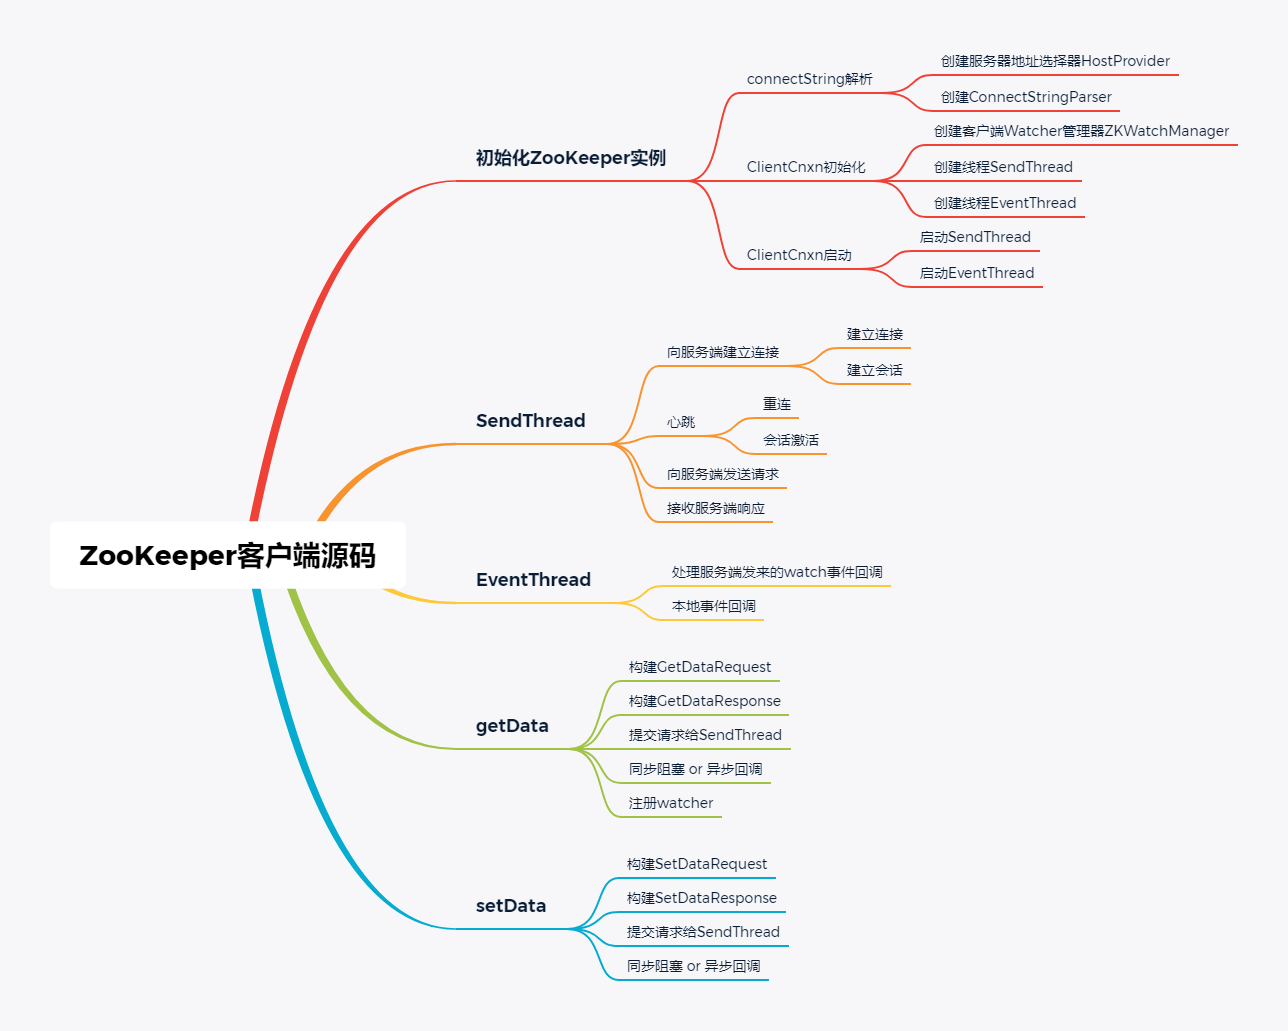 ZooKeeper客户端源码
初始化ZooKeeper实例
connectString解析
创建服务器地址选择器HostProvider
创建ConnectStringParser
ClientCnxn初始化
创建客户端Watcher管理器ZKWatchManager
创建线程SendThread
创建线程EventThread
ClientCnxn启动
启动SendThread
启动EventThread
SendThread
向服务端建立连接
建立连接
建立会话
心跳
重连
会话激活
向服务端发送请求
接收服务端响应
EventThread
处理服务端发来的watch事件回调
本地事件回调
getData
构建GetDataRequest
构建GetDataResponse
提交请求给SendThread
同步阻塞 or 异步回调
注册watcher
setData
构建SetDataRequest
构建SetDataResponse
提交请求给SendThread
同步阻塞 or 异步回调